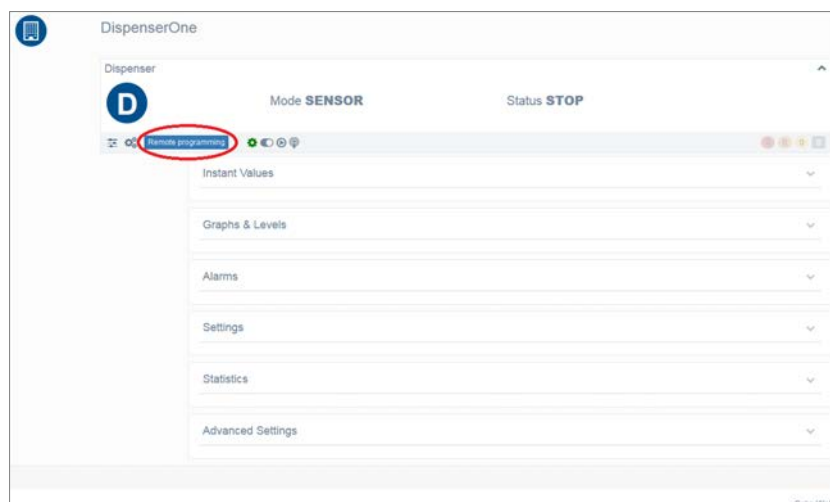 DispenserOne
Dispenser
D
Mode SENSOR
Status STOP
Remote programming
Instant Values
Graphs & Levels
Alarms
Settings
Statistics
Advanced Settings